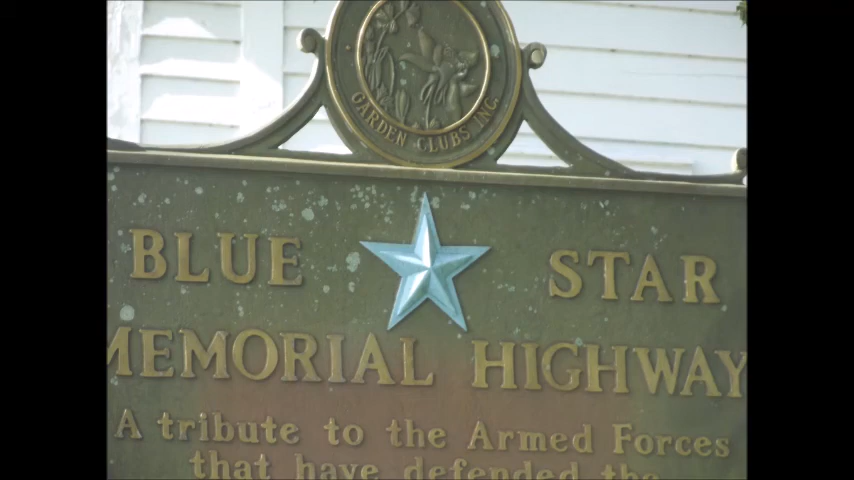 GARDEN CLUBS INC.
BLUE STAR
MEMORIAL HIGHWAY
A tribute to the Armed Forces
that have defended the